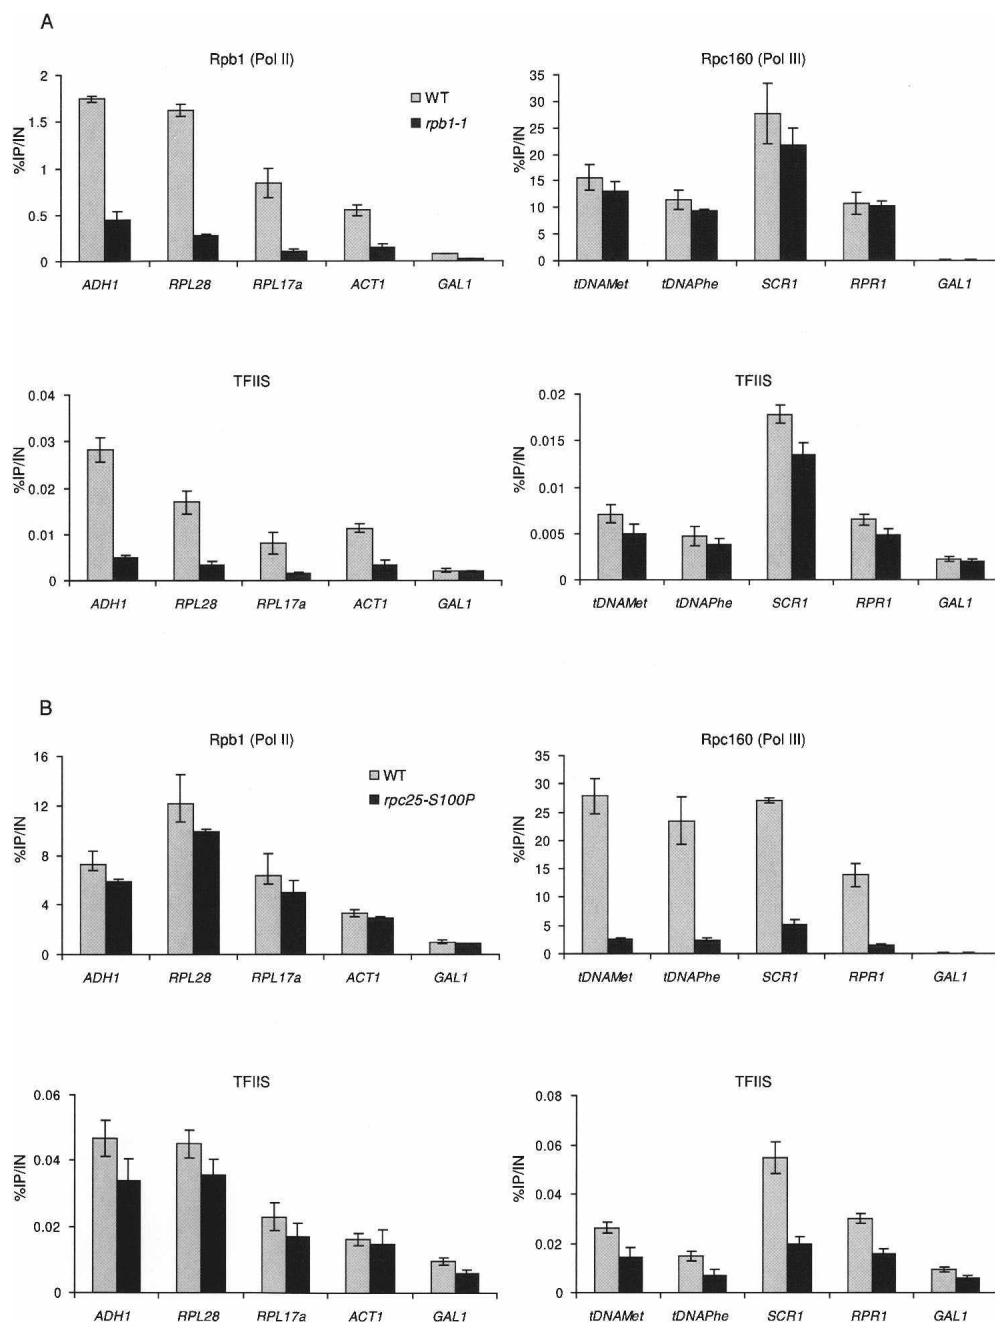 A
Rpb1 (Pol II)
Rpc160 (Pol III)
2
1.5
1
0.5
0
%IP/IN
WT
rpb1-1
ADH1 RPL28 RPL17a ACT1 GAL1
35
30
25
20
15
10
5
0
%IP/IN
tDNAMet tDNAPhe SCR1 RPR1 GAL1
TFIIS
0.04
0.03
0.02
0.01
0
%IP/IN
ADH1 RPL28 RPL17a ACT1 GAL1
TFIIS
0.02
0.015
0.01
0.005
0
%IP/IN
tDNAMet tDNAPhe SCR1 RPR1 GAL1
B
Rpb1 (Pol II)
Rpc160 (Pol III)
16
12
8
4
0
%IP/IN
WT
rpc25-S100P
ADH1 RPL28 RPL17a ACT1 GAL1
35
30
25
20
15
10
5
0
%IP/IN
tDNAMet tDNAPhe SCR1 RPR1 GAL1
TFIIS
0.06
0.04
0.02
0
%IP/IN
ADH1 RPL28 RPL17a ACT1 GAL1
TFIIS
0.08
0.06
0.04
0.02
0
%IP/IN
tDNAMet tDNAPhe SCR1 RPR1 GAL1